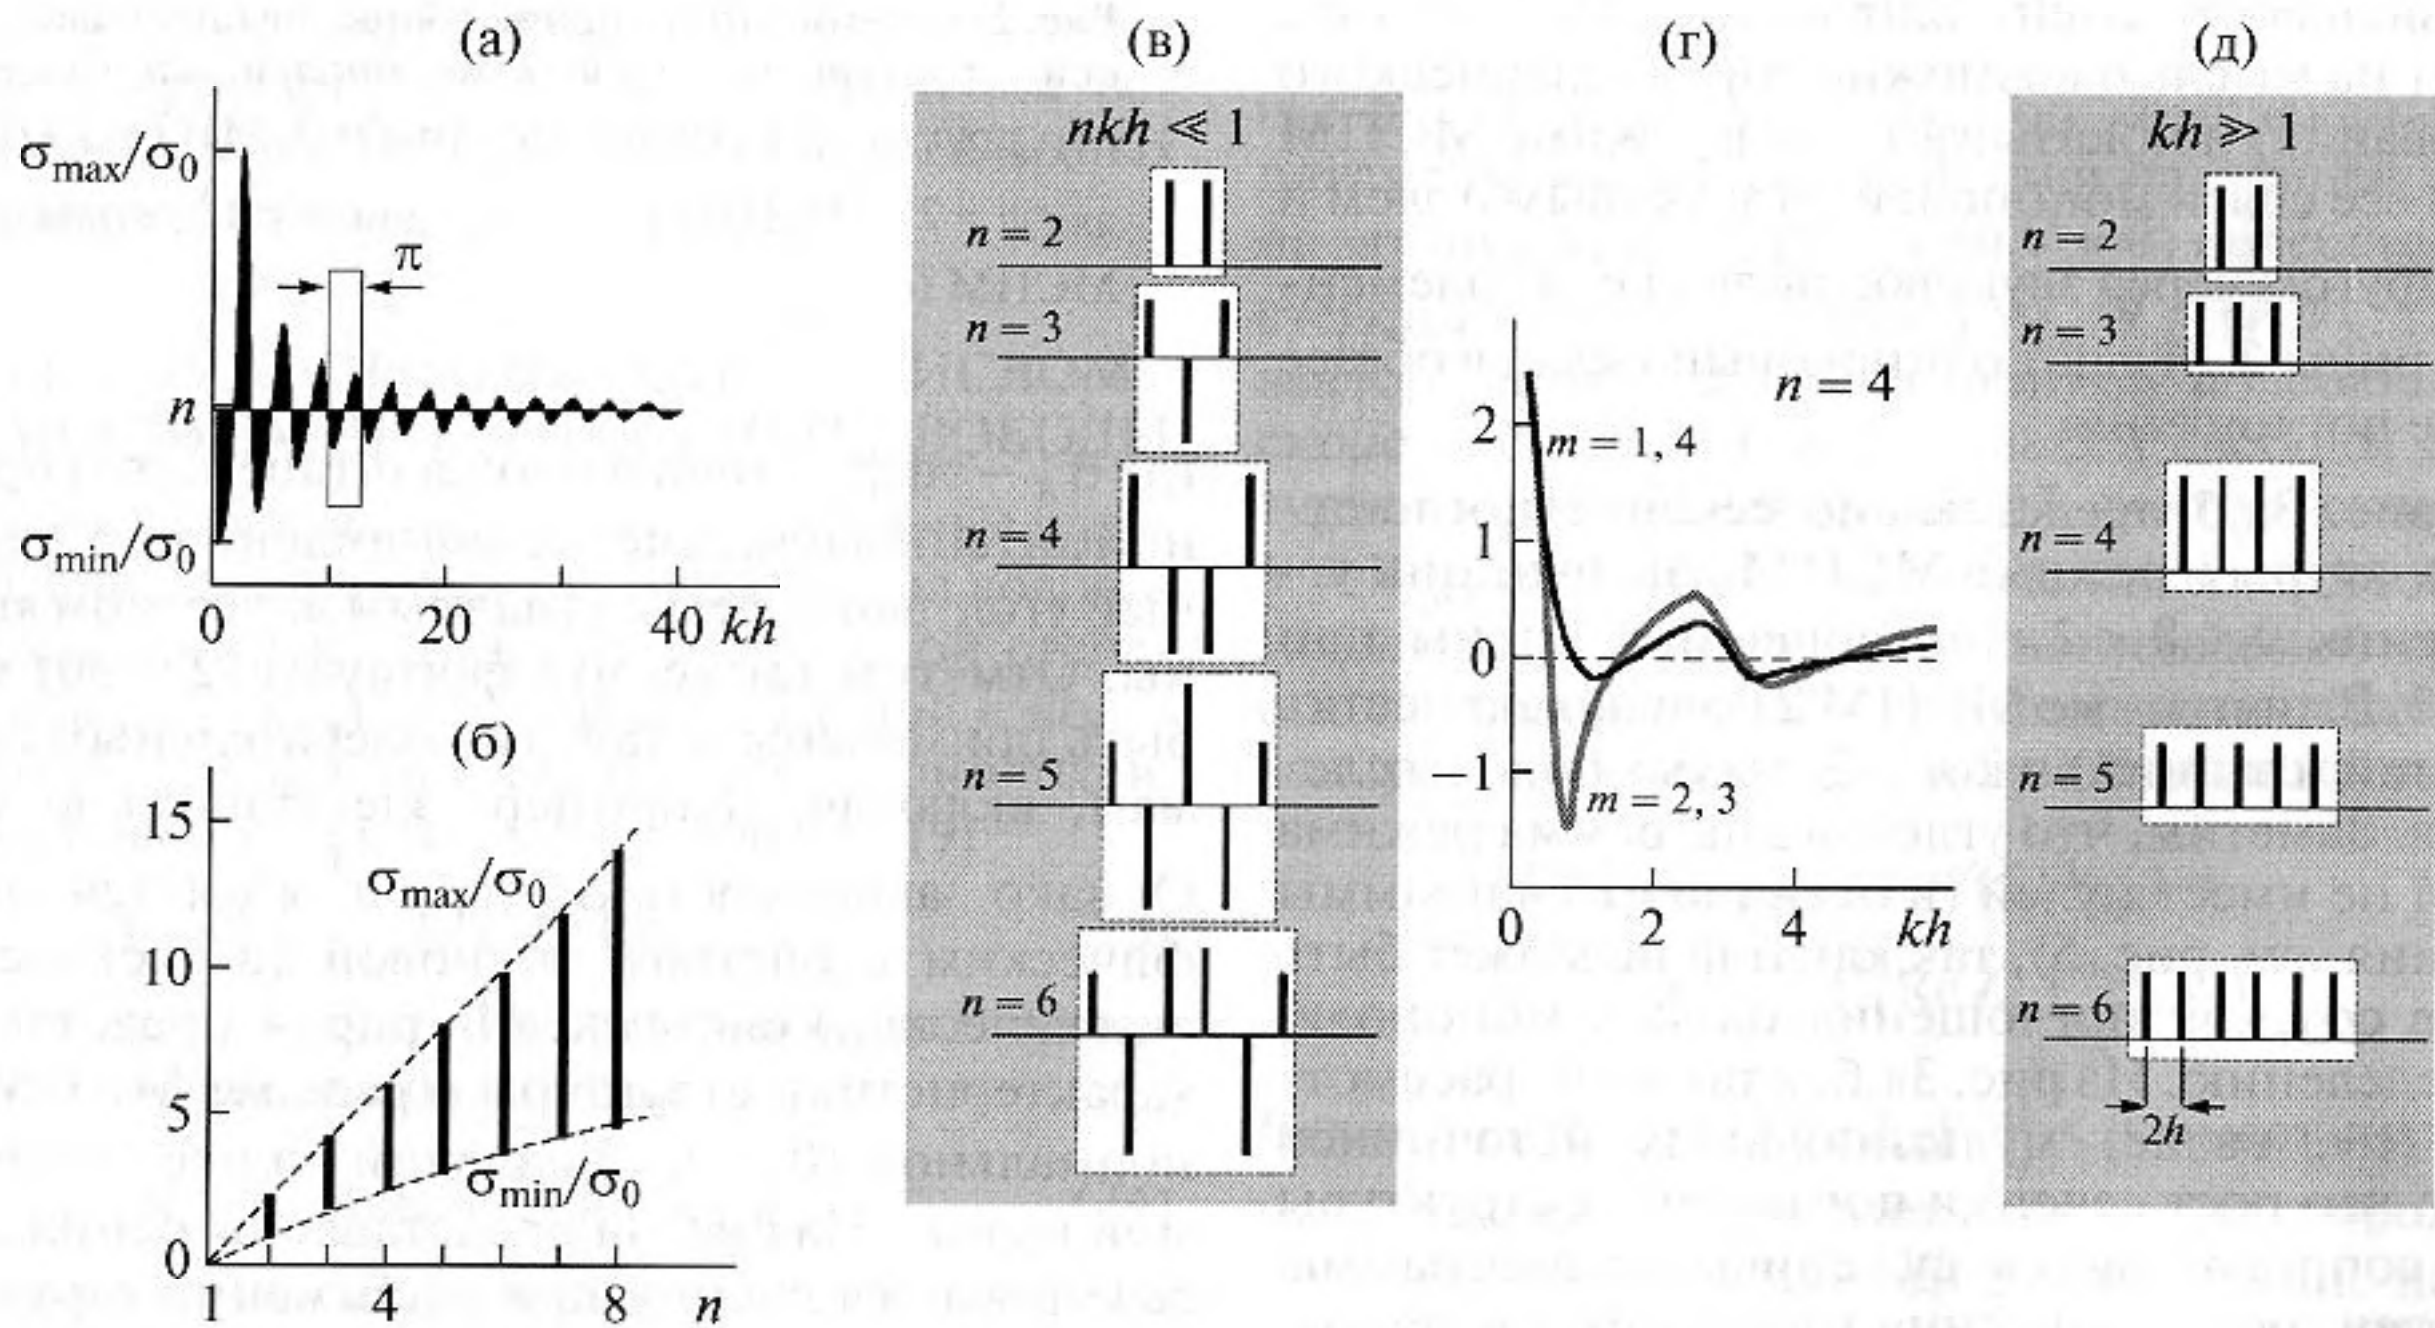 (а)
σmax/σ0
π
n
σmin/σ0
0
20
40 kh
(б)
15
σmax/σ0
10
5
σmin/σ0
0
1
4
8
n
(в)
nkh ≪ 1
n = 2
n = 3
n = 4
n = 5
n = 6
(г)
n = 4
2
m = 1, 4
1
0
−1
m = 2, 3
0
2
4
kh
(д)
kh ≫ 1
n = 2
n = 3
n = 4
n = 5
n = 6
2h